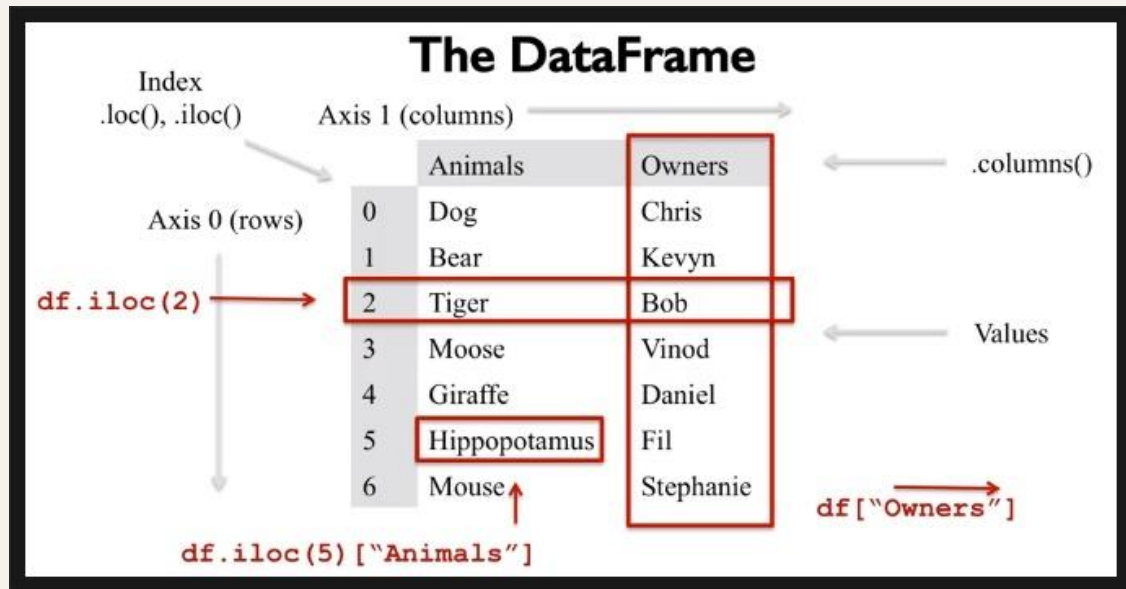 The DataFrame
Index
.loc(), .iloc()
Axis 1 (columns)
Animals Owners
.columns()
Axis 0 (rows)
0 Dog Chris
1 Bear Kevyn
df.iloc(2)
2 Tiger Bob
Values
3 Moose Vinod
4 Giraffe Daniel
5 Hippopotamus Fil
6 Mouse Stephanie
df[“Owners”]
df.iloc(5)[“Animals”]